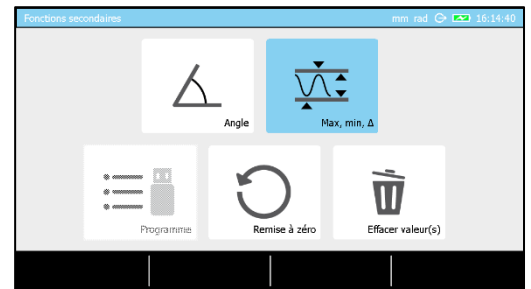 Fonctions secondaires
mm rad 16:14:40
Angle
Max, min, Δ
Programme
Remise à zéro
Effacer valeur(s)